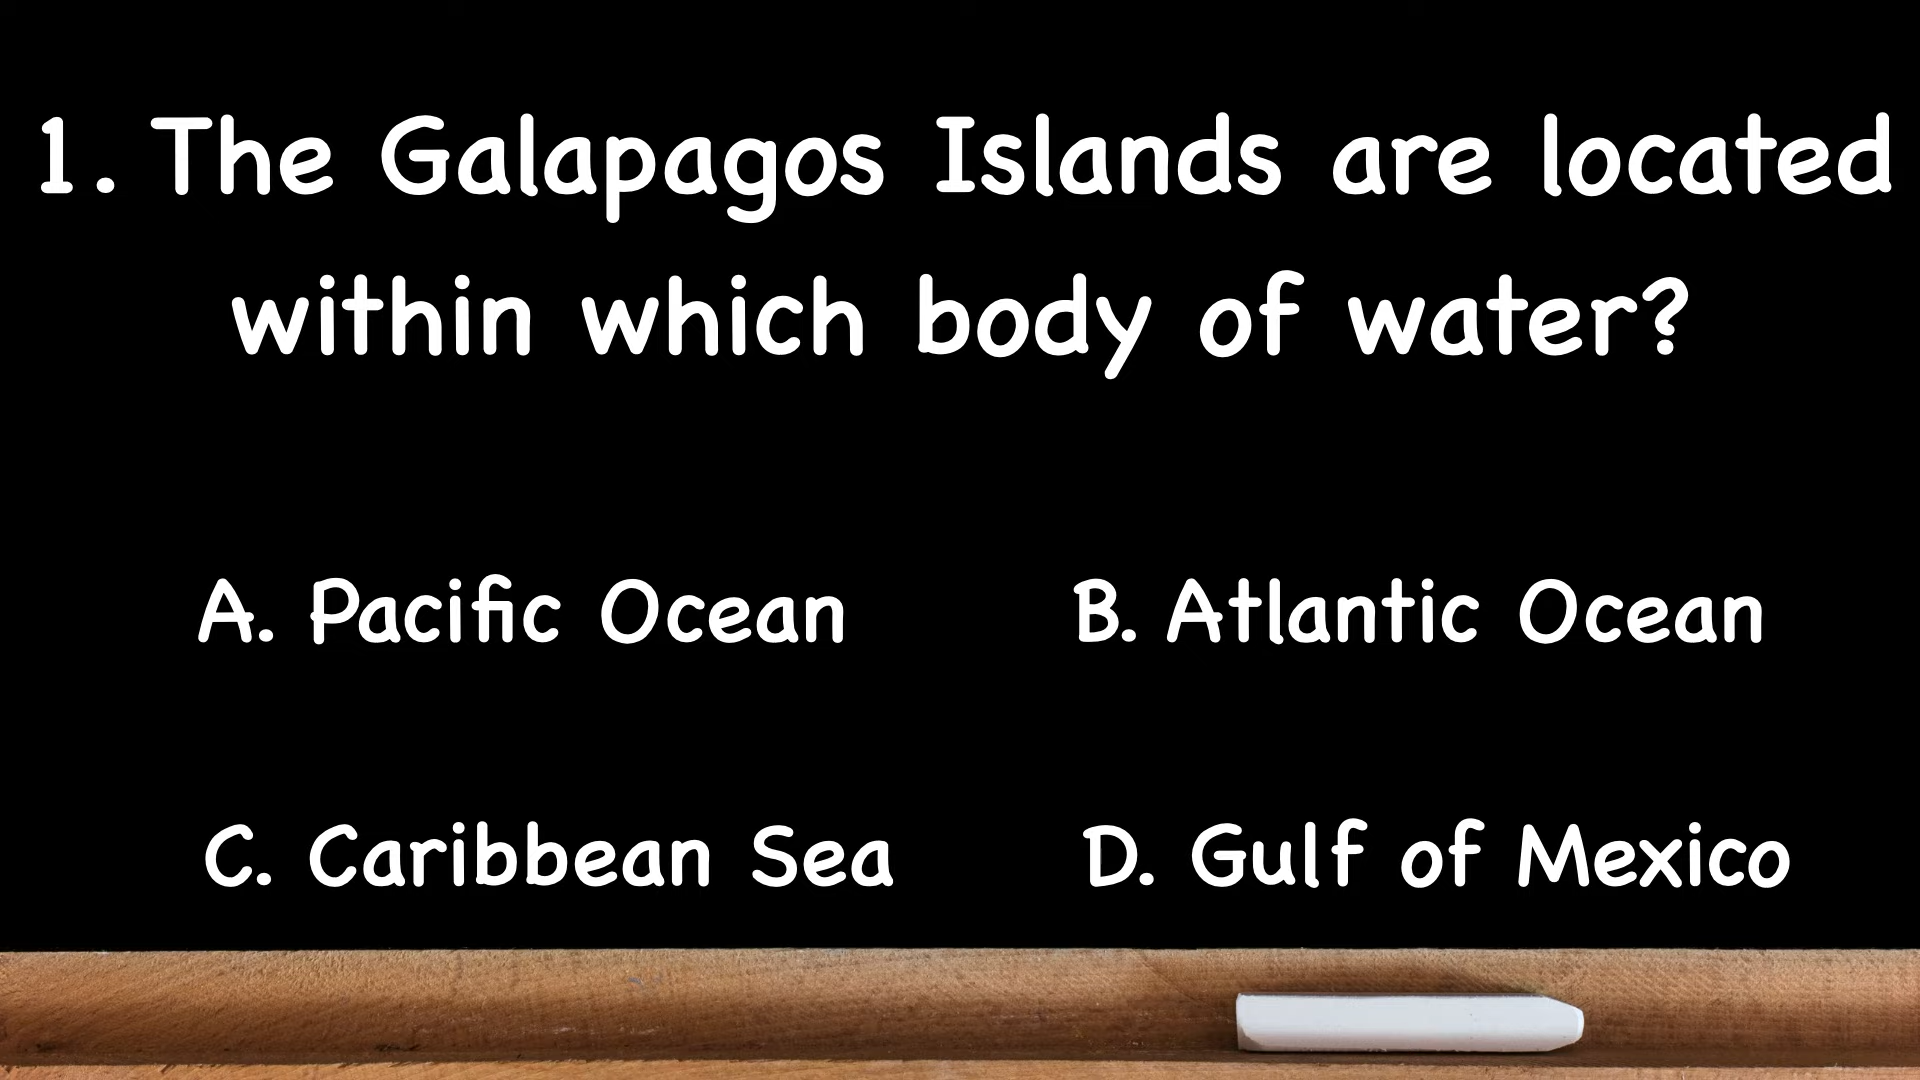 1. The Galapagos Islands are located
within which body of water?
A. Pacific Ocean
B. Atlantic Ocean
C. Caribbean Sea
D. Gulf of Mexico